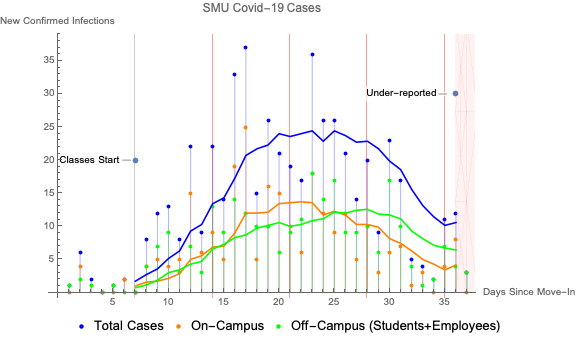 SMU Covid-19 Cases
New Confirmed Infections
35
30
Under-reported
25
20
Classes Start
15
10
5
10
15
20
25
30
35
Days Since Move-In
Total Cases
On-Campus
Off-Campus (Students+Employees)